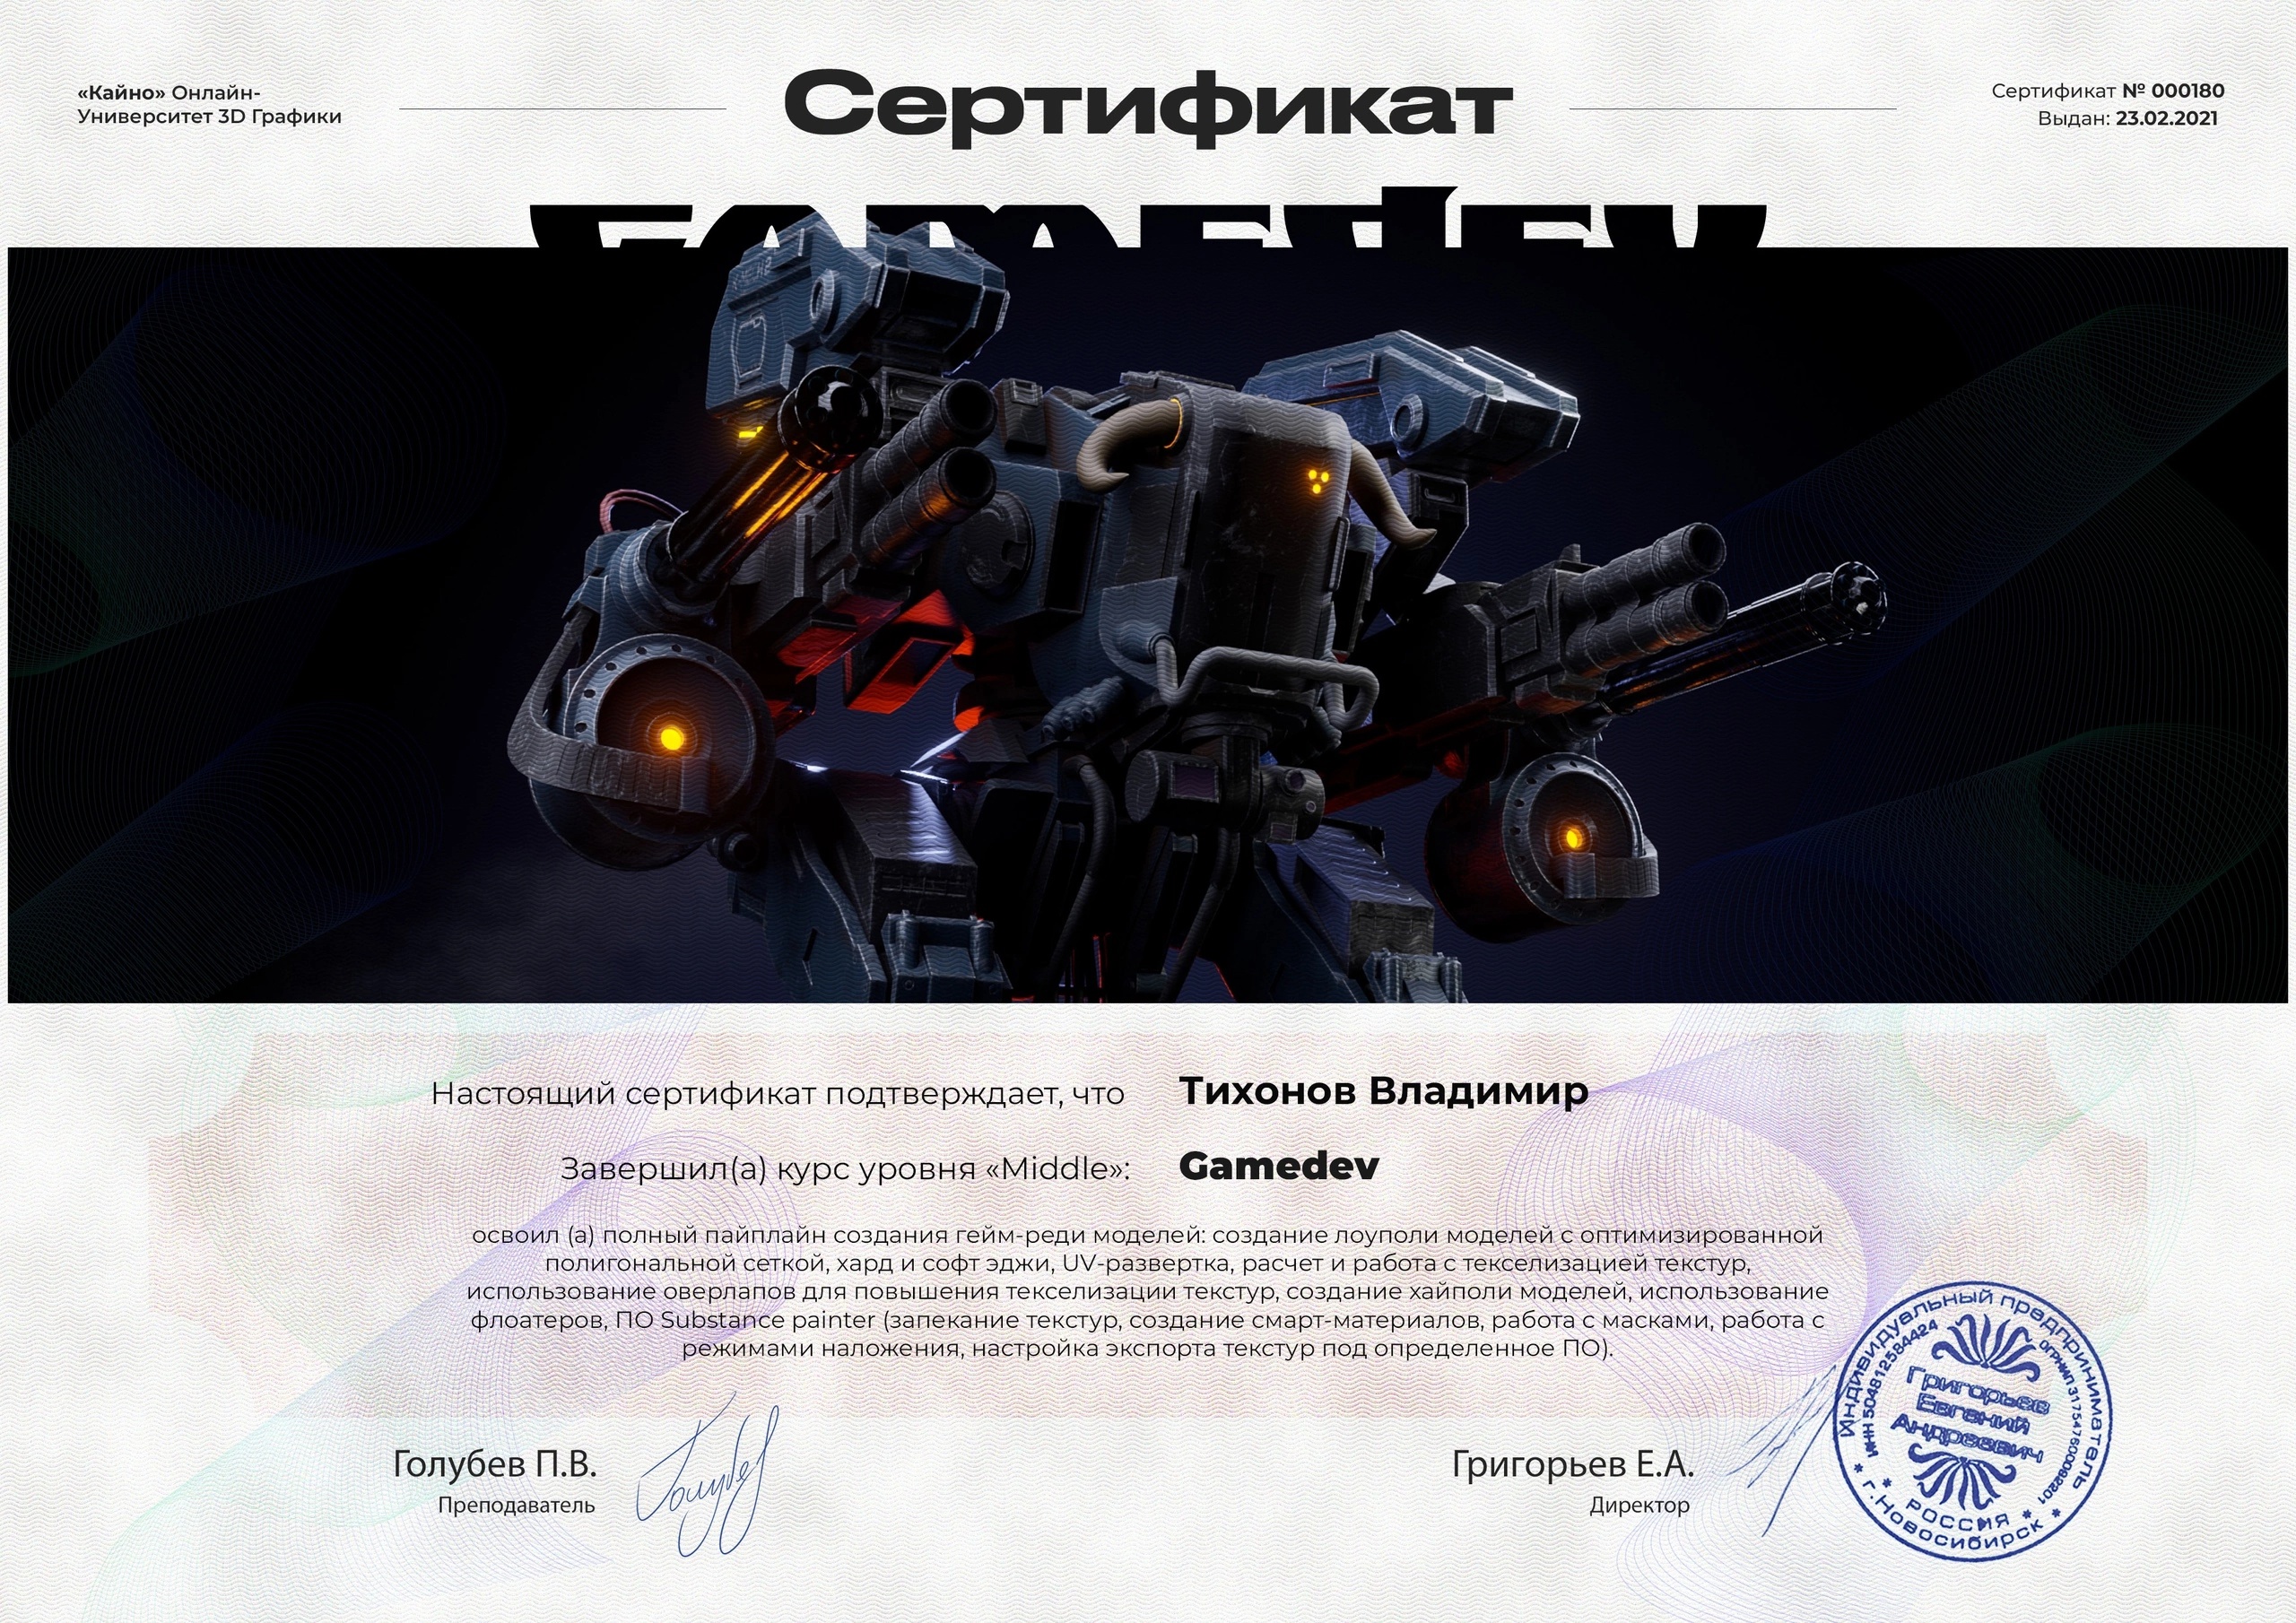 «Кайно» Онлайн-
Университет 3D Графики
Сертификат
Сертификат № 000180
Выдан: 23.02.2021
Настоящий сертификат подтверждает, что Тихонов Владимир
Завершил(а) курс уровня «Middle»: Gamedev
освоил (а) полный пайплайн создания гейм-реди моделей: создание лоуполи моделей с оптимизированной
полигональной сеткой, хард и софт эджи, UV-развертка, расчет и работа с текселизацией текстур,
использование оверлапов для повышения текселизации текстур, создание хайполи моделей, использование
флоатеров, ПО Substance painter (запекание текстур, создание смарт-материалов, работа с масками, работа с
режимами наложения, настройка экспорта текстур под определенное ПО).
Голубев П.В.
Преподаватель
Григорьев Е.А.
Директор
Индивидуальный предприниматель
ИНН 504812584424
Григорьев
Евгений
Андреевич
РОССИЯ
г.Новосибирск